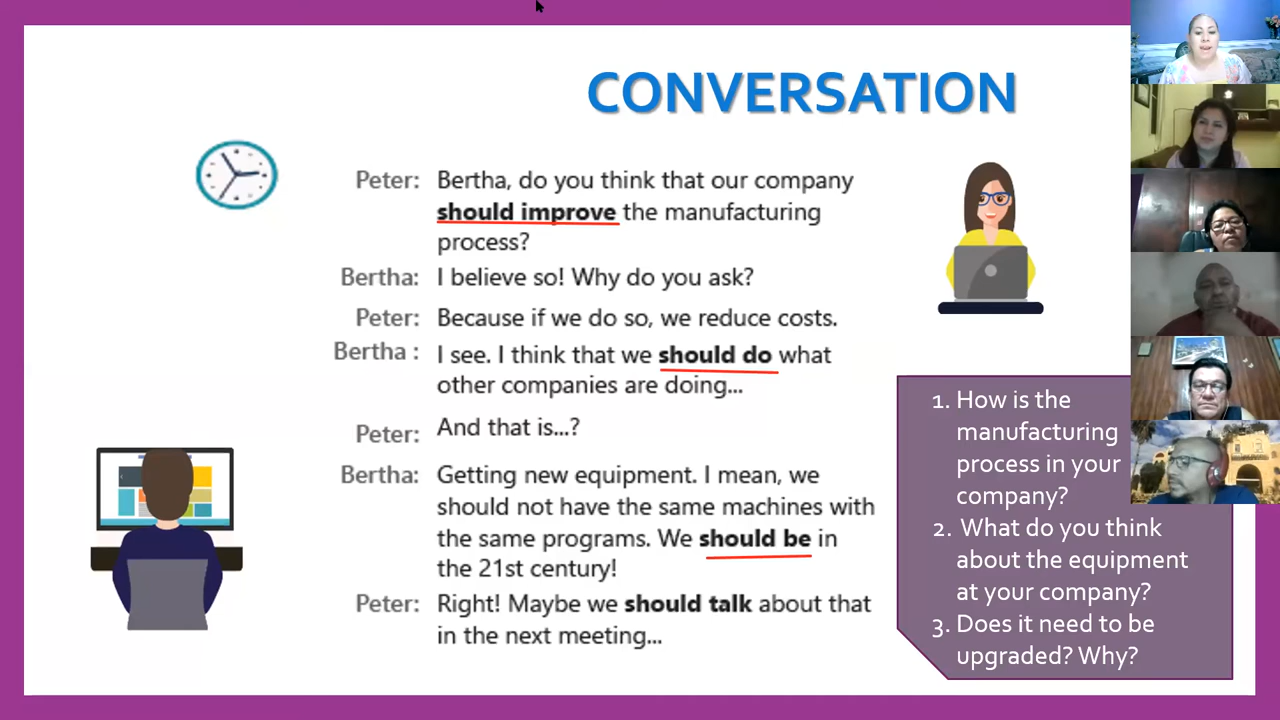 CONVERSATION
Peter: Bertha, do you think that our company
should improve the manufacturing
process?
Bertha: I believe so! Why do you ask?
Peter: Because if we do so, we reduce costs.
Bertha : I see. I think that we should do what
other companies are doing...
Peter: And that is...?
Bertha: Getting new equipment. I mean, we
should not have the same machines with
the same programs. We should be in
the 21st century!
Peter: Right! Maybe we should talk about that
in the next meeting...
1. How is the
manufacturing
process in your
company?
2. What do you think
about the equipment
at your company?
3. Does it need to be
upgraded? Why?